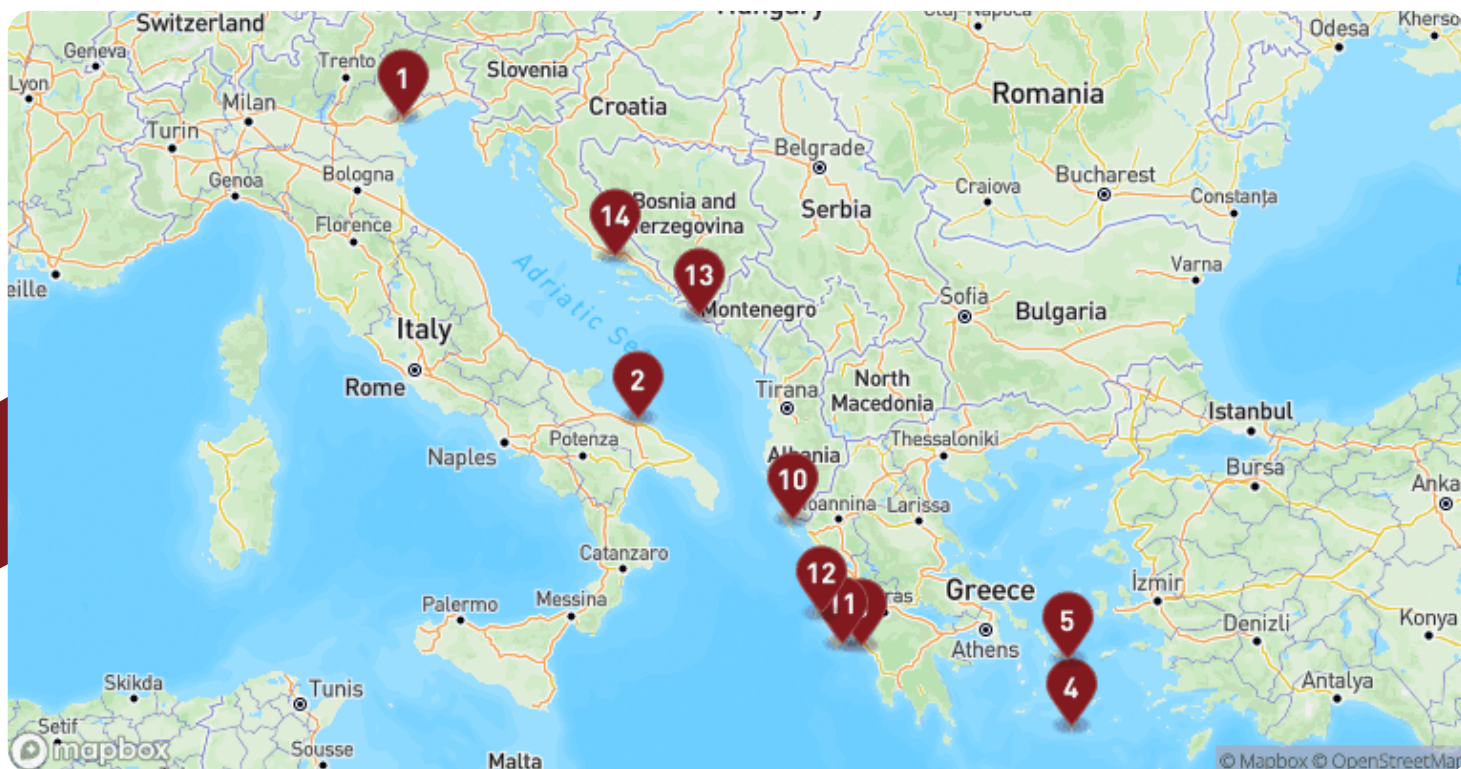 Hungary
Cluj-Napoca
Switzerland
Geneva
Lyon
Trento
1
Slovenia
Croatia
Odesa
Kherso
Milan
Turin
Romania
Belgrade
Bucharest
Genoa
Bologna
Craiova
Constanţa
Florence
14
Bosnia and
Herzegovina
Serbia
eille
Adriatic Sea
13
Montenegro
Sofia
Varna
Bulgaria
Italy
Rome
2
Tirana
North
Macedonia
Istanbul
Naples
Potenza
Thessaloniki
Albania
Bursa
10
Ioannina
Larissa
Anka
Catanzaro
12
11
Palermo
Messina
ras
Greece
Athens
5
İzmir
Denizli
Konya
4
Skikda
Tunis
Antalya
Setif
mapbox
Sousse
Malta
© Mapbox © OpenStreetMap